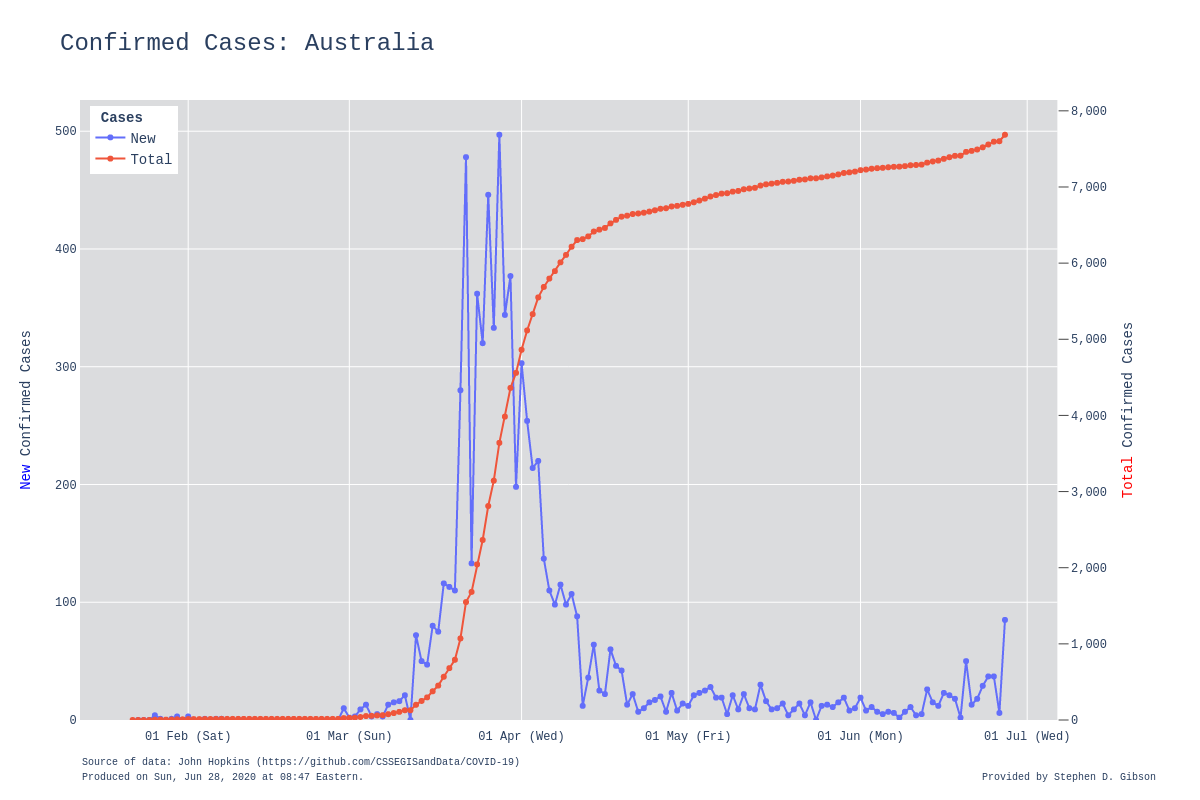 Confirmed Cases: Australia
Cases
New
Total
500
400
300
200
100
0
New Confirmed Cases
8,000
7,000
6,000
5,000
4,000
3,000
2,000
1,000
0
Total Confirmed Cases
01 Feb (Sat) 01 Mar (Sun) 01 Apr (Wed) 01 May (Fri) 01 Jun (Mon) 01 Jul (Wed)
Source of data: John Hopkins (https://github.com/CSSEGISandData/COVID-19)
Produced on Sun, Jun 28, 2020 at 08:47 Eastern.
Provided by Stephen D. Gibson